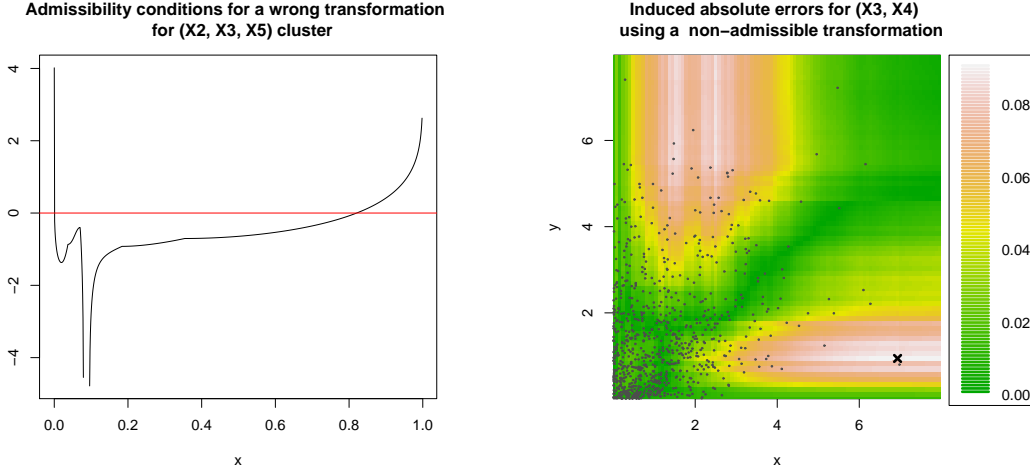 Admissibility conditions for a wrong transformation
for (X2, X3, X5) cluster
4
2
0
−2
−4
0.0 0.2 0.4 0.6 0.8 1.0
x
Induced absolute errors for (X3, X4)
using a non−admissible transformation
y
6
4
2
2 4 6
x
0.08
0.06
0.04
0.02
0.00